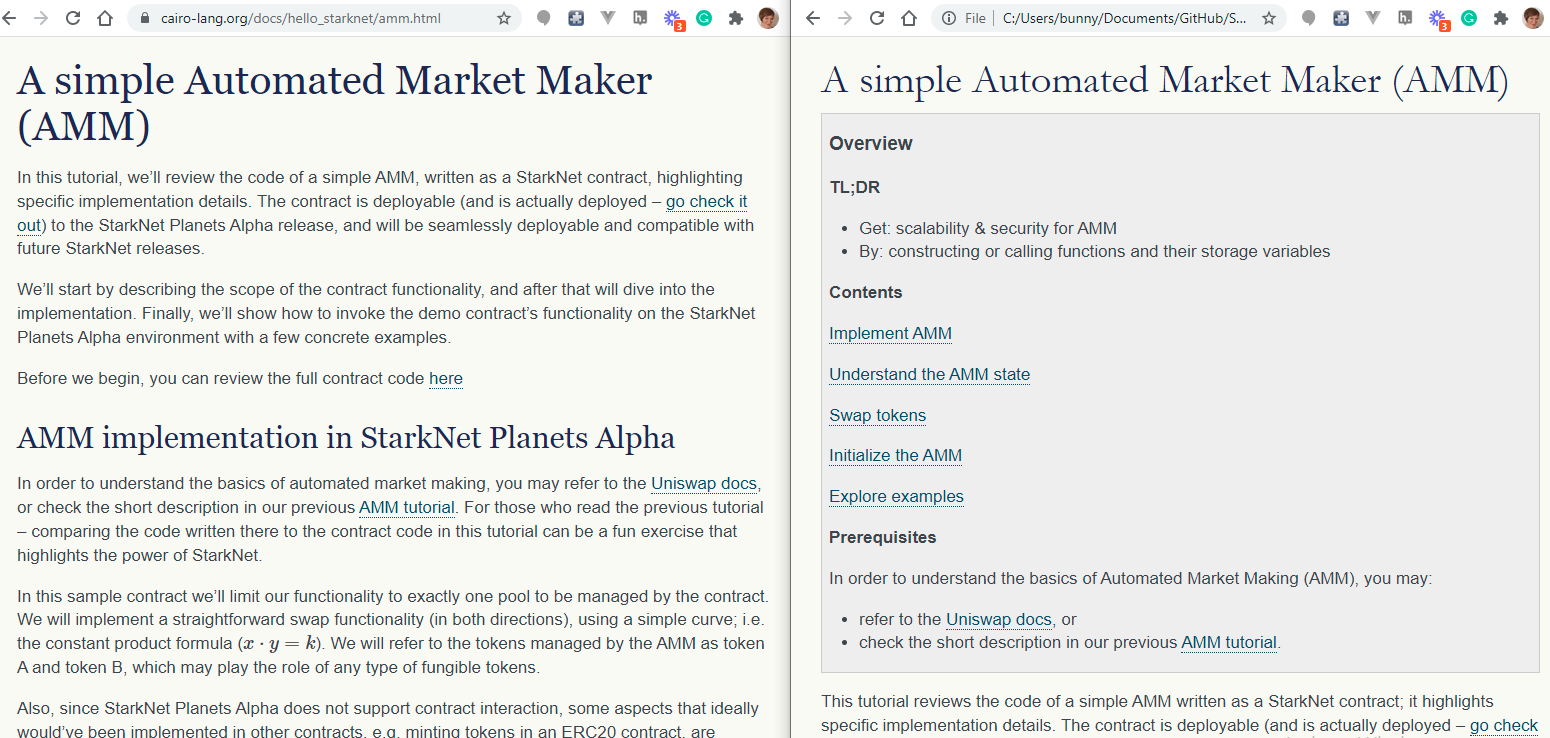 cairo-lang.org/docs/hello_starknet/amm.html
3
A simple Automated Market Maker
(AMM)
In this tutorial, we’ll review the code of a simple AMM, written as a StarkNet contract, highlighting
specific implementation details. The contract is deployable (and is actually deployed – go check it
out) to the StarkNet Planets Alpha release, and will be seamlessly deployable and compatible with
future StarkNet releases.
We’ll start by describing the scope of the contract functionality, and after that will dive into the
implementation. Finally, we’ll show how to invoke the demo contract’s functionality on the StarkNet
Planets Alpha environment with a few concrete examples.
Before we begin, you can review the full contract code here
AMM implementation in StarkNet Planets Alpha
In order to understand the basics of automated market making, you may refer to the Uniswap docs,
or check the short description in our previous AMM tutorial. For those who read the previous tutorial
– comparing the code written there to the contract code in this tutorial can be a fun exercise that
highlights the power of StarkNet.
In this sample contract we’ll limit our functionality to exactly one pool to be managed by the contract.
We will implement a straightforward swap functionality (in both directions), using a simple curve; i.e.
the constant product formula (x · y = k). We will refer to the tokens managed by the AMM as token
A and token B, which may play the role of any type of fungible tokens.
Also, since StarkNet Planets Alpha does not support contract interaction, some aspects that ideally
would’ve been implemented in other contracts, e.g. minting tokens in an ERC20 contract, are
File C:/Users/bunny/Documents/GitHub/S...
h.
3
A simple Automated Market Maker (AMM)
Overview
TL;DR
• Get: scalability & security for AMM
• By: constructing or calling functions and their storage variables
Contents
Implement AMM
Understand the AMM state
Swap tokens
Initialize the AMM
Explore examples
Prerequisites
In order to understand the basics of Automated Market Making (AMM), you may:
• refer to the Uniswap docs, or
• check the short description in our previous AMM tutorial.
This tutorial reviews the code of a simple AMM written as a StarkNet contract; it highlights
specific implementation details. The contract is deployable (and is actually deployed – go check